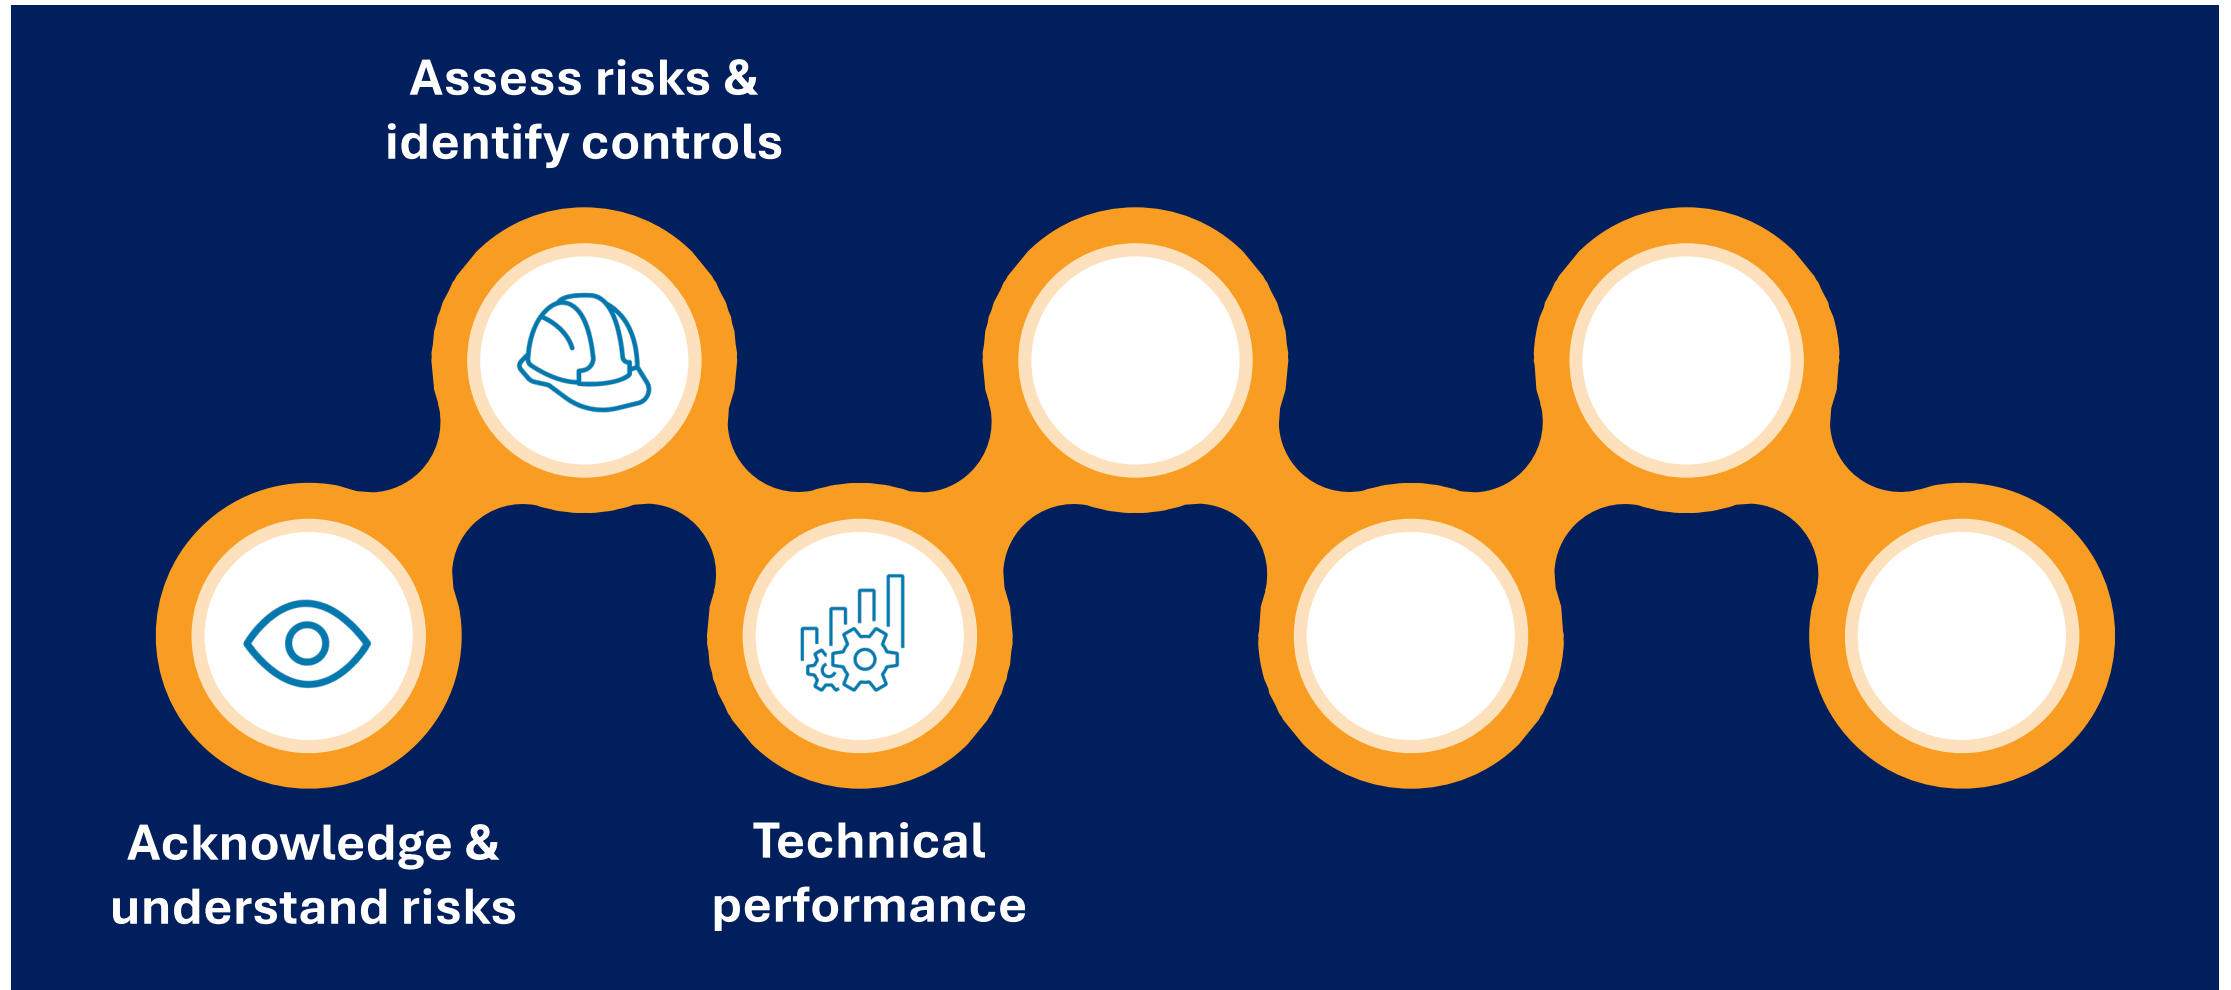 Assess risks &
identify controls
Acknowledge &
understand risks
Technical
performance